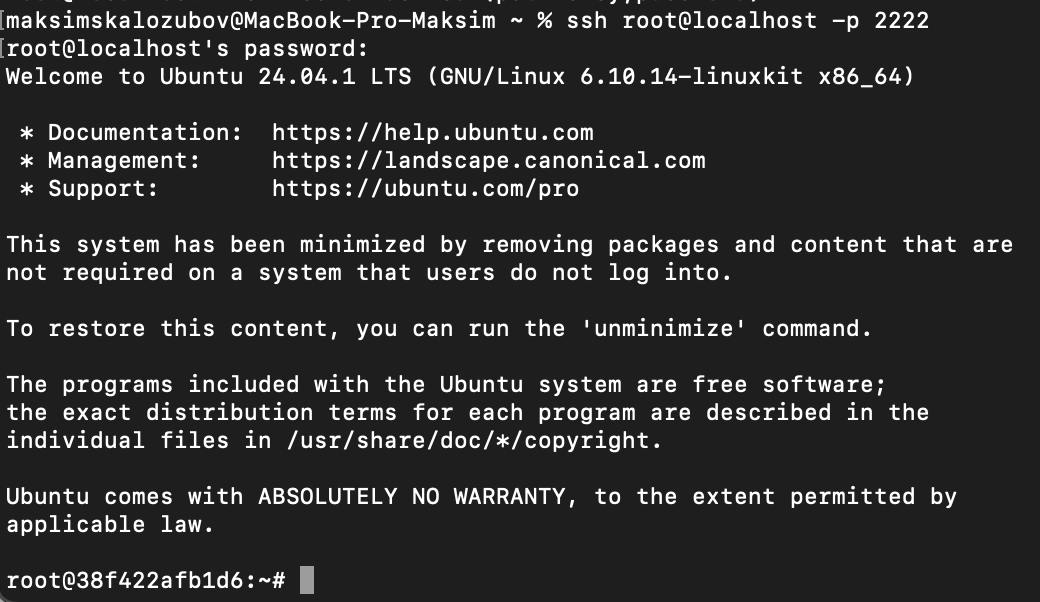 maksimskalozubov@MacBook-Pro-Maksim ~ % ssh root@localhost -p 2222
root@localhost's password:
Welcome to Ubuntu 24.04.1 LTS (GNU/Linux 6.10.14-linuxkit x86_64)
* Documentation:  https://help.ubuntu.com
* Management:     https://landscape.canonical.com
* Support:        https://ubuntu.com/pro
This system has been minimized by removing packages and content that are
not required on a system that users do not log into.
To restore this content, you can run the 'unminimize' command.
The programs included with the Ubuntu system are free software;
the exact distribution terms for each program are described in the
individual files in /usr/share/doc/*/copyright.
Ubuntu comes with ABSOLUTELY NO WARRANTY, to the extent permitted by
applicable law.
root@38f422afb1d6:~#